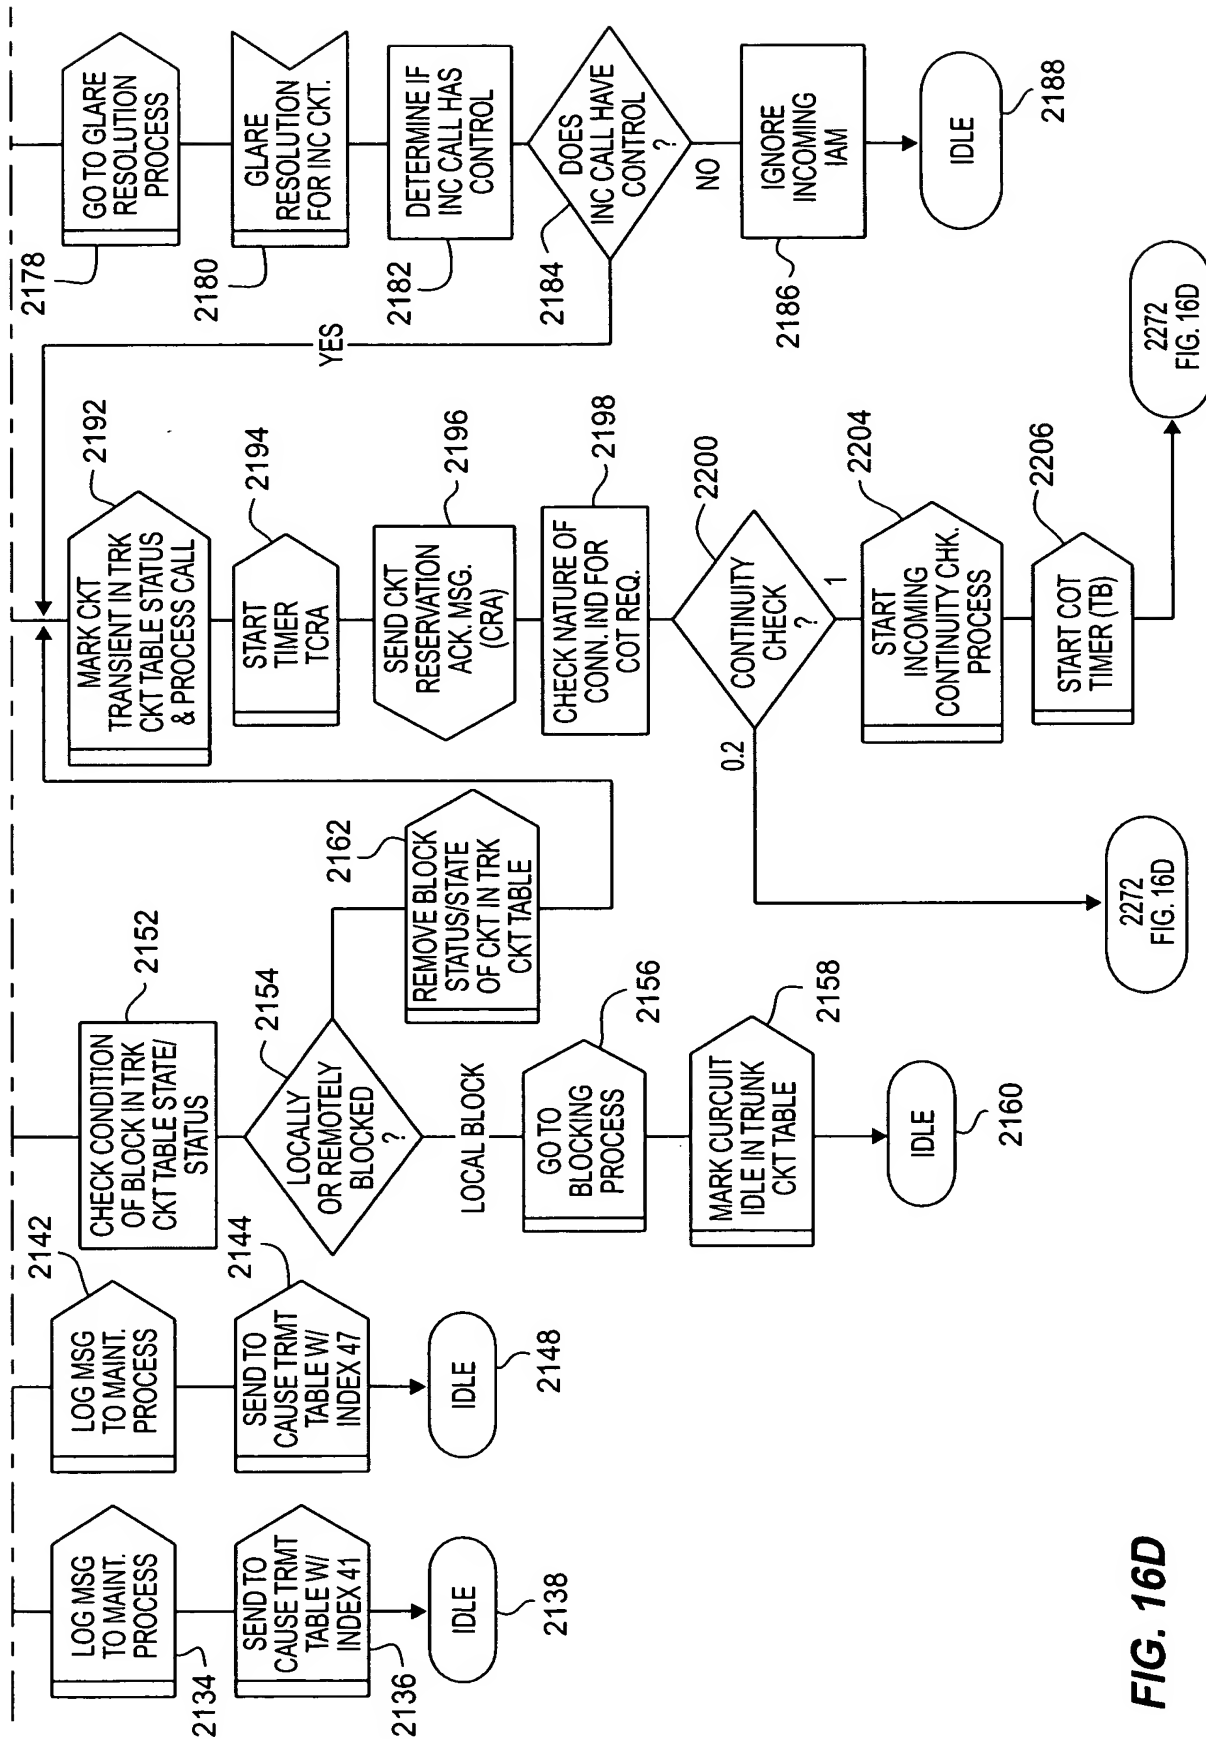 LOG MSG
TO MAINT.
PROCESS
2134
SEND TO
CAUSE TRMT
TABLE W/
INDEX 41
2136
IDLE
2138
LOG MSG
TO MAINT.
PROCESS
2142
SEND TO
CAUSE TRMT
TABLE W/
INDEX 47
2144
IDLE
2148
CHECK CONDITION
OF BLOCK IN TRK
CKT TABLE STATE/
STATUS
2152
LOCALLY
OR REMOTELY
BLOCKED
?
2154
LOCAL BLOCK
GO TO
BLOCKING
PROCESS
2156
MARK CURCUIT
IDLE IN TRUNK
CKT TABLE
2158
IDLE
2160
REMOVE BLOCK
STATUS/STATE
OF CKT IN TRK
CKT TABLE
2162
MARK CKT
TRANSIENT IN TRK
CKT TABLE STATUS
& PROCESS CALL
2192
START
TIMER
TCRA
2194
SEND CKT
RESERVATION
ACK. MSG.
(CRA)
2196
CHECK NATURE OF
CONN. IND FOR
COT REQ.
2198
CONTINUITY
CHECK
?
2200
0.2
1
2272
FIG. 16D
START
INCOMING
CONTINUITY CHK.
PROCESS
2204
START COT
TIMER (TB)
2206
2272
FIG. 16D
GO TO GLARE
RESOLUTION
PROCESS
2178
GLARE
RESOLUTION
FOR INC CKT.
2180
DETERMINE IF
INC CALL HAS
CONTROL
2182
DOES
INC CALL HAVE
CONTROL
?
2184
YES
NO
IGNORE
INCOMING
IAM
2186
IDLE
2188
FIG. 16D